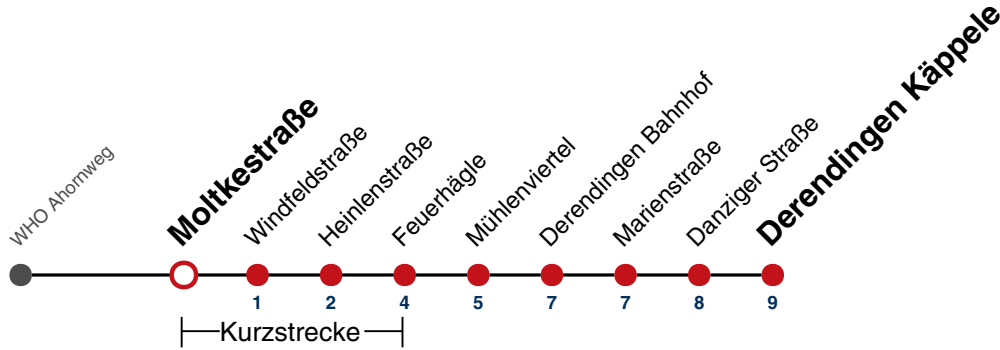 WHO Ahornweg
Moltkestraße
Windfeldstraße
Heinlenstraße
Feuerhägle
Mühlenviertel
Derendingen Bahnhof
Marienstraße
Danziger Straße
Derendingen Käppele
1 2 4 5 7 7 8 9
Kurzstrecke